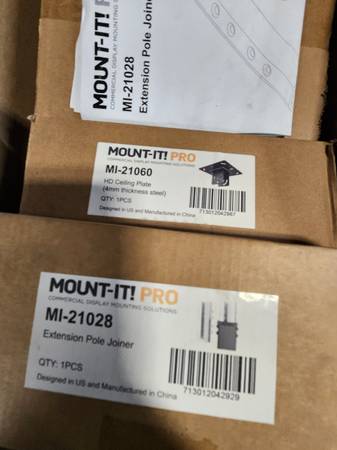 MOUNT-IT! PRO
MI-21028
Extension Pole Joiner
MOUNT-IT! PRO
COMMERCIAL DISPLAY MOUNTING SOLUTIONS
MI-21060
HD Ceiling Plate
(4mm thickness steel)
QTY: 1PCS
Designed in US and Manufactured in China
713012042967
MOUNT-IT! PRO
COMMERCIAL DISPLAY MOUNTING SOLUTIONS
MI-21028
Extension Pole Joiner
QTY: 1PCS
Designed in US and Manufactured in China
713012042929